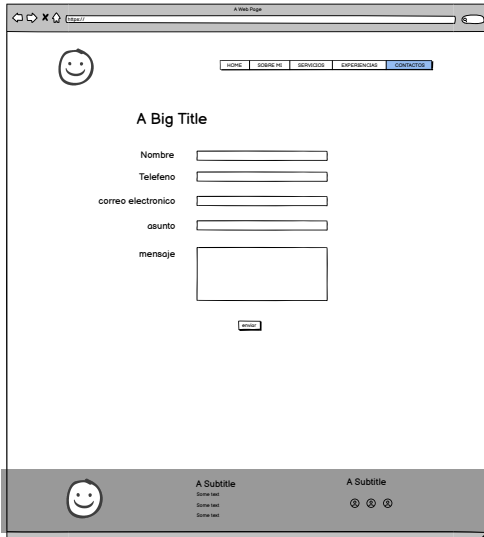 A Web Page
https://
HOME SOBRE MI SERVICIOS EXPERIENCIAS CONTACTOS
A Big Title
Nombre
Telefeno
correo electronico
asunto
mensaje
enviar
A Subtitle
Some text
Some text
Some text
A Subtitle